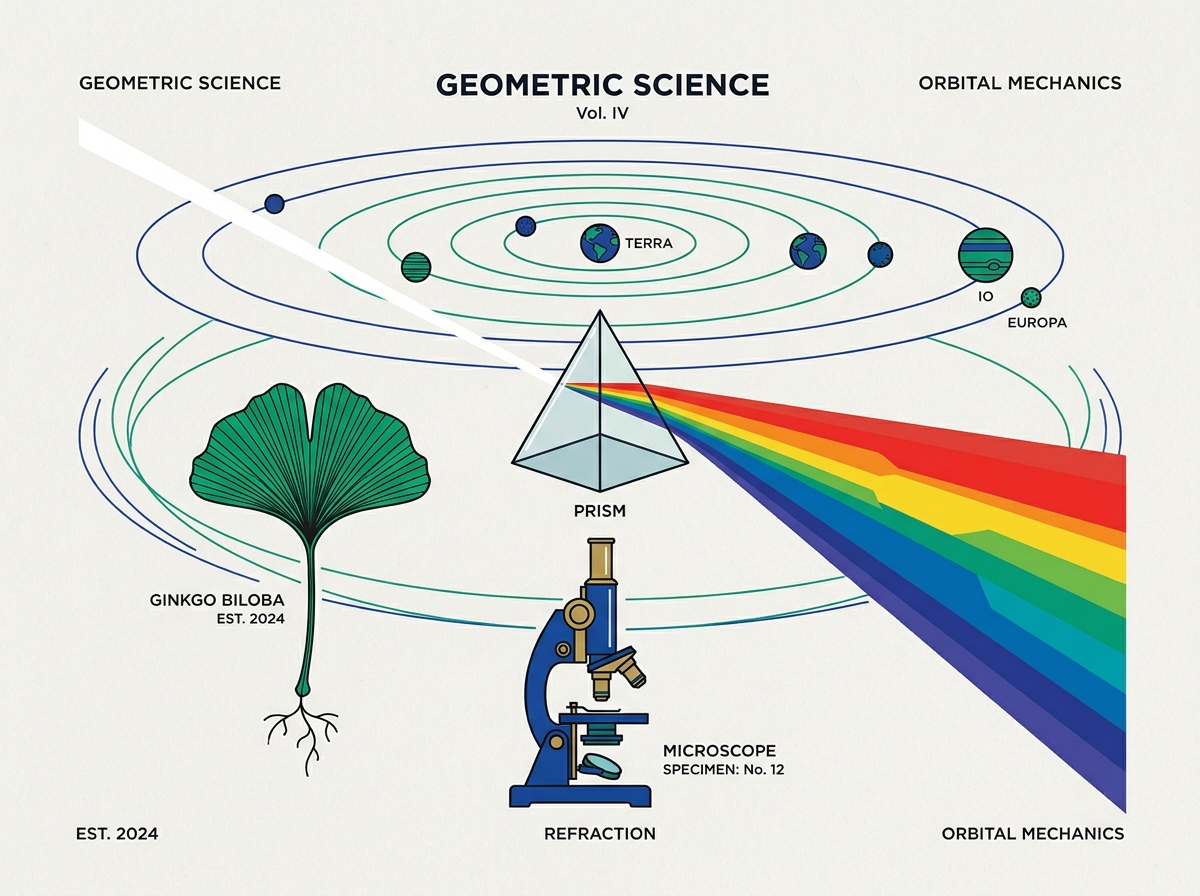 GEOMETRIC SCIENCE
GEOMETRIC SCIENCE
Vol. IV
ORBITAL MECHANICS
TERRA
IO
EUROPA
PRISM
GINKGO BILOBA
EST. 2024
MICROSCOPE
SPECIMEN: No. 12
EST. 2024
REFRACTION
ORBITAL MECHANICS